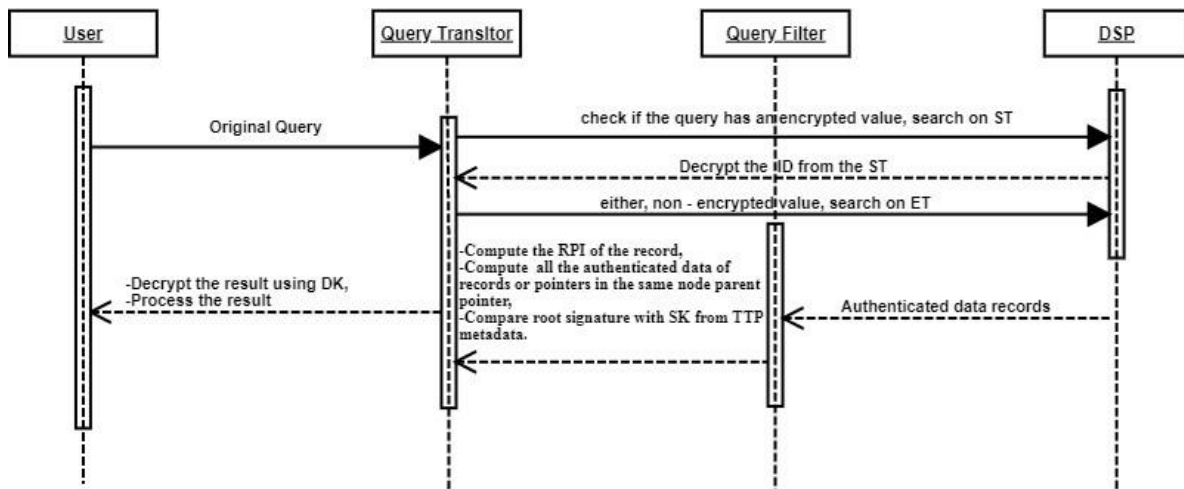 User
Query Transltor
Query Filter
DSP
Original Query
check if the query has an encrypted value, search on ST
Decrypt the ID from the ST
either, non - encrypted value, search on ET
-Compute the RPI of the record,
-Compute all the authenticated data of
records or pointers in the same node parent
pointer,
-Compare root signature with SK from TTP
metadata.
-Decrypt the result using DK,
-Process the result
Authenticated data records